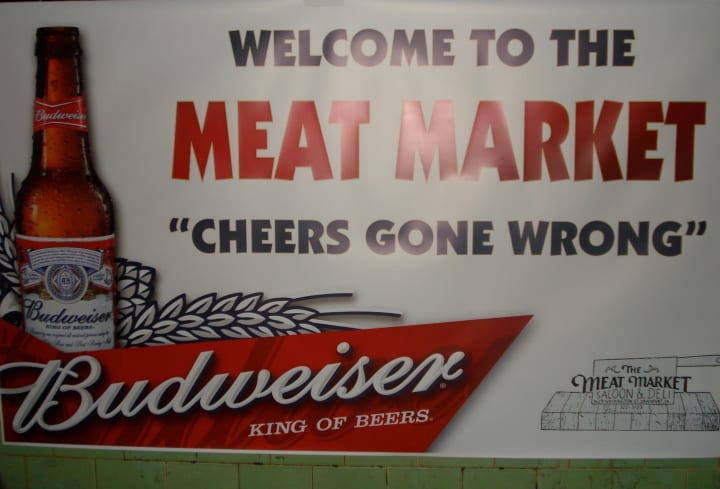 WELCOME TO THE
MEAT MARKET
"CHEERS GONE WRONG"
Budweiser
Budweiser
KING OF BEERS.
Budweiser
KING OF BEERS.
THE
MEAT MARKET
SALOON & DELI